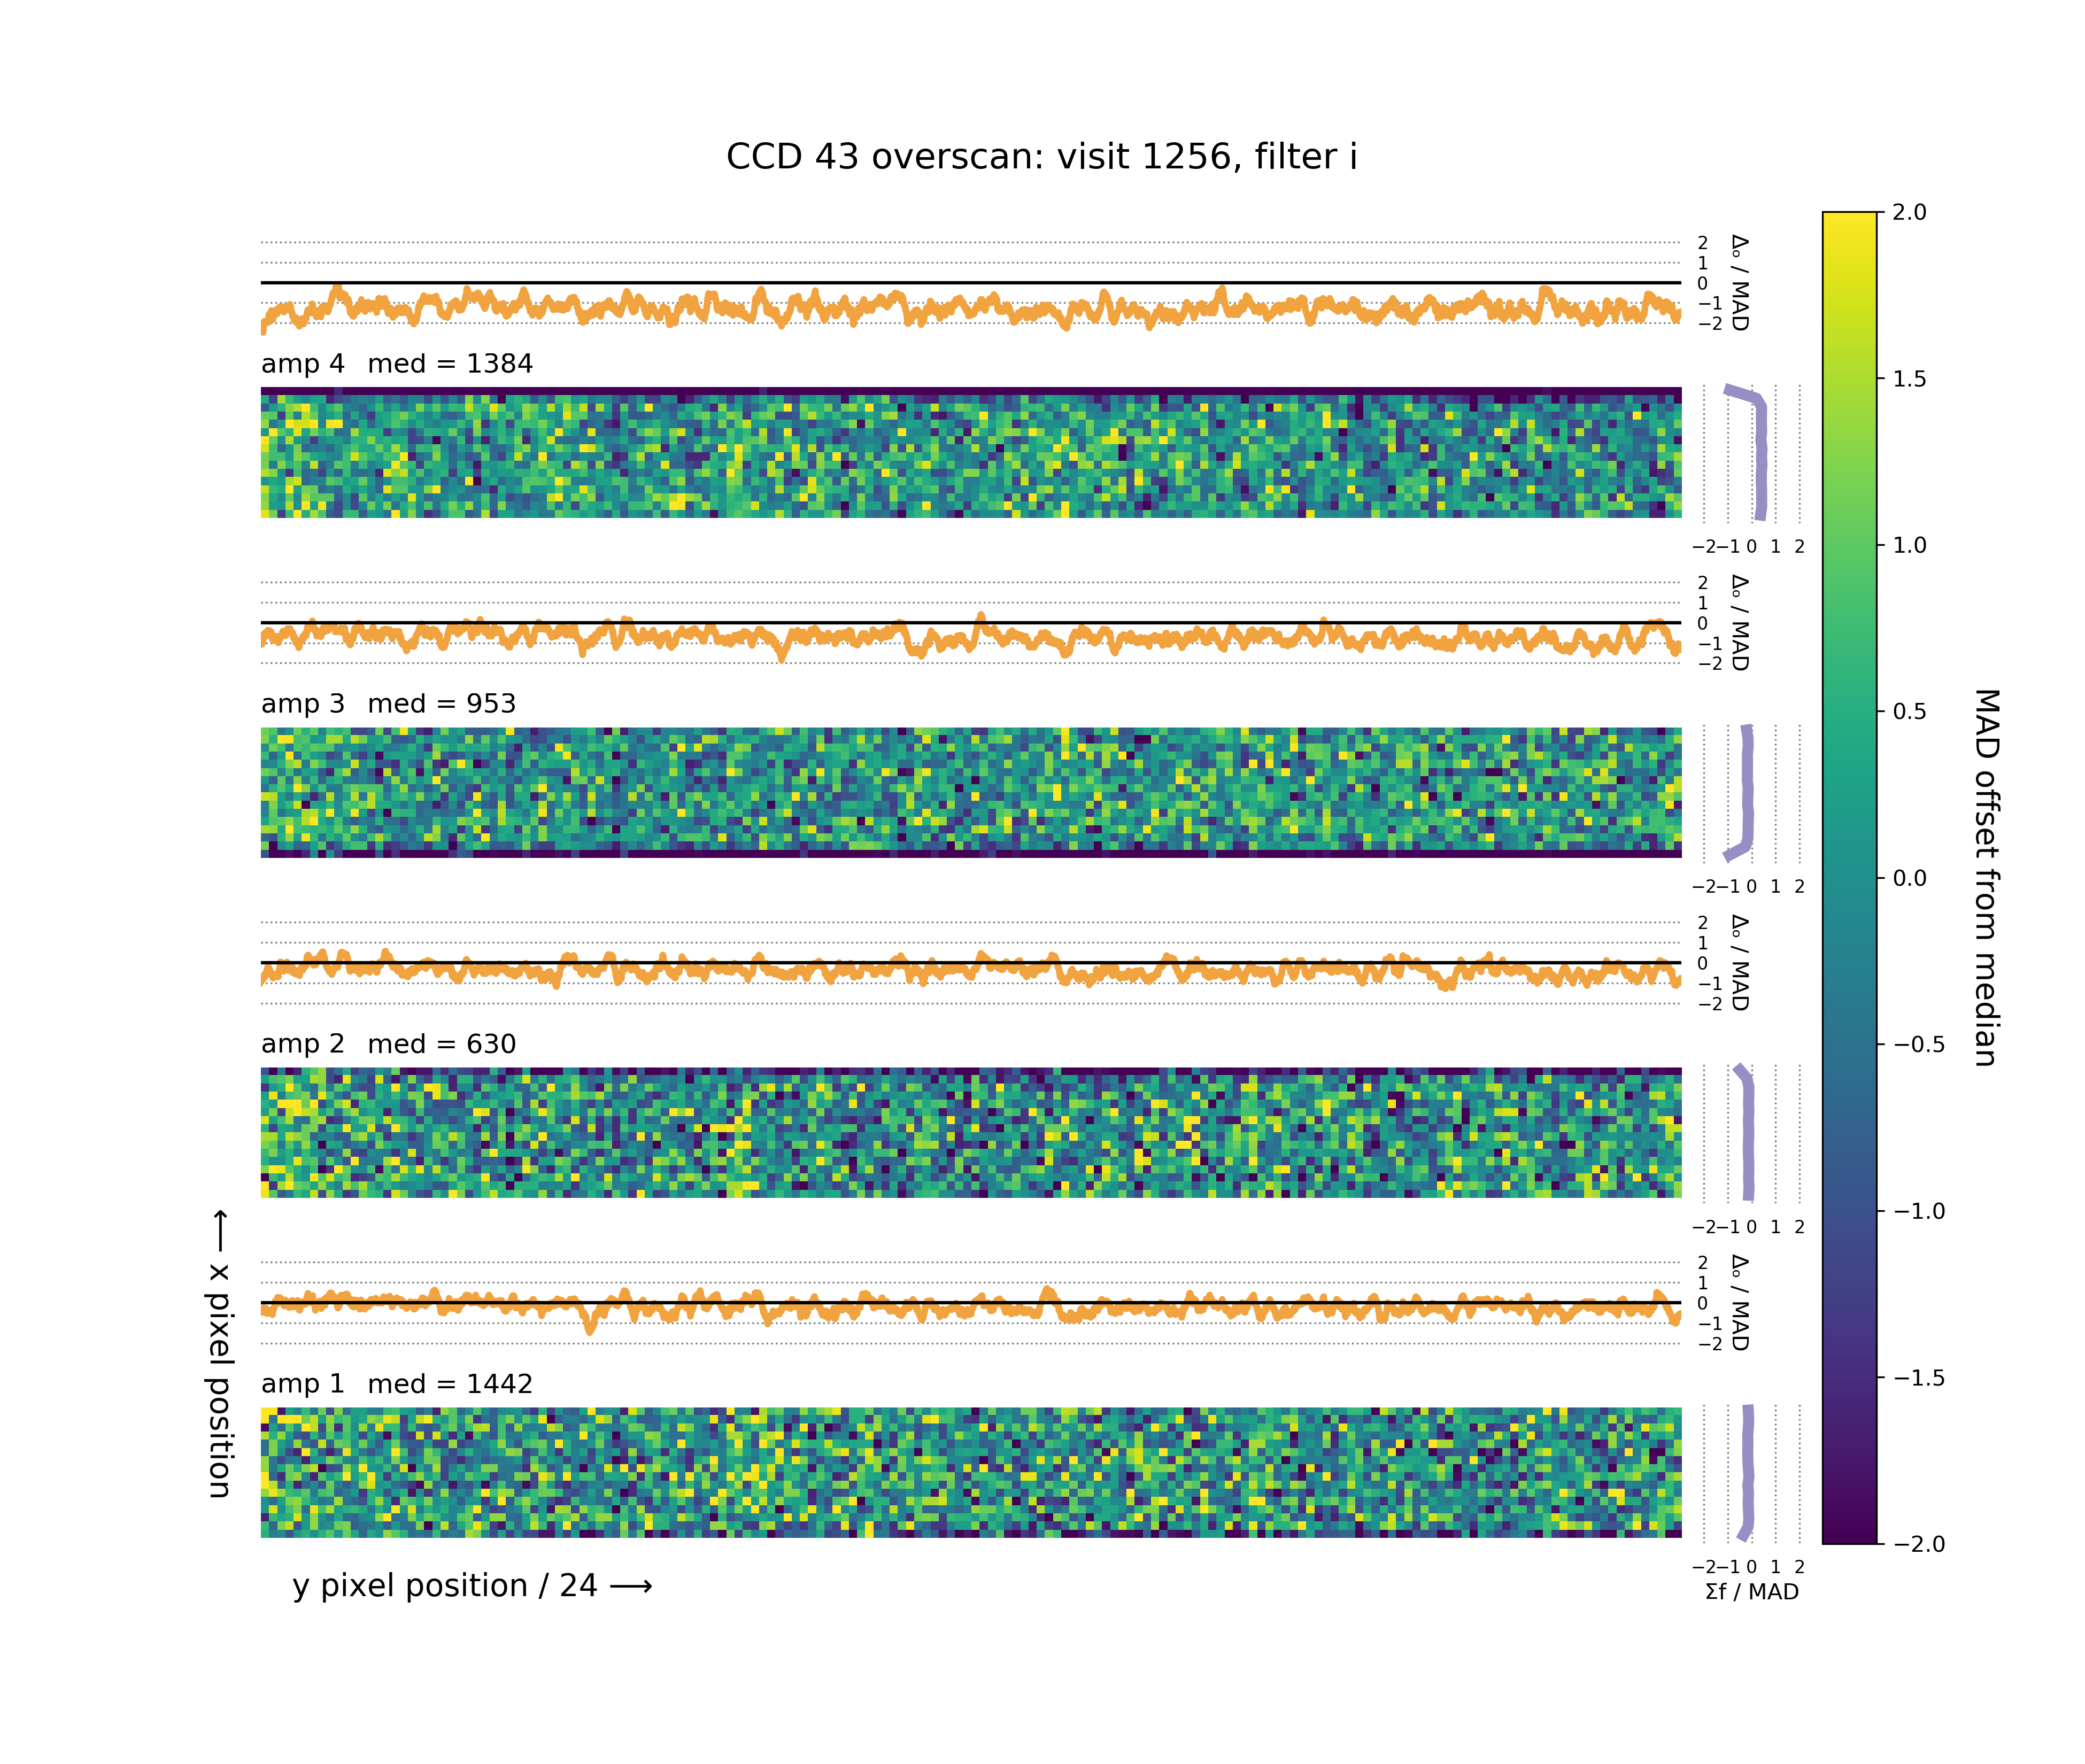 CCD 43 overscan: visit 1256, filter i
2
1
0
−1
−2
Δₒ / MAD
amp 4 med = 1384
−2 −1 0 1 2
2
1
0
−1
−2
Δₒ / MAD
amp 3 med = 953
−2 −1 0 1 2
2
1
0
−1
−2
Δₒ / MAD
amp 2 med = 630
−2 −1 0 1 2
2
1
0
−1
−2
Δₒ / MAD
amp 1 med = 1442
−2 −1 0 1 2
Σf / MAD
y pixel position / 24 ⟶
⟵ x pixel position
2.0
1.5
1.0
0.5
0.0
−0.5
−1.0
−1.5
−2.0
MAD offset from median